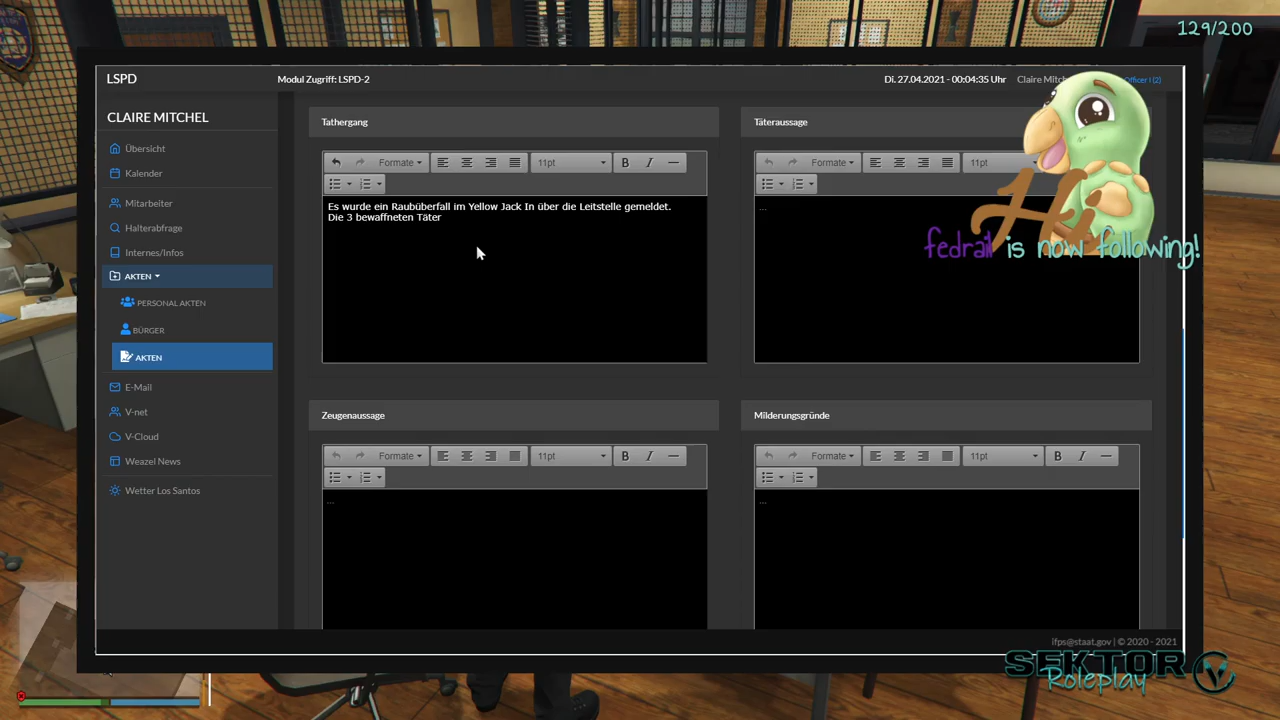 129/200
LSPD
Modul Zugriff: LSPD-2
Di. 27.04.2021 - 00:04:35 Uhr
Claire Mitch
Officer I (2)
CLAIRE MITCHEL
Übersicht
Kalender
Mitarbeiter
Halterabfrage
Internes/Infos
AKTEN
PERSONAL AKTEN
BÜRGER
AKTEN
E-Mail
V-net
V-Cloud
Weazel News
Wetter Los Santos
Tathergang
Formate
11pt
B I
Es wurde ein Raubüberfall im Yellow Jack In über die Leitstelle gemeldet.
Die 3 bewaffneten Täter
Täteraussage
Formate
11pt
...
Hi
fedrail is now following!
Zeugenaussage
Formate
11pt
B I
...
Milderungsgründe
Formate
11pt
B I
...
ifps@staat.gov | © 2020 - 2021
SEKTOR V
Roleplay